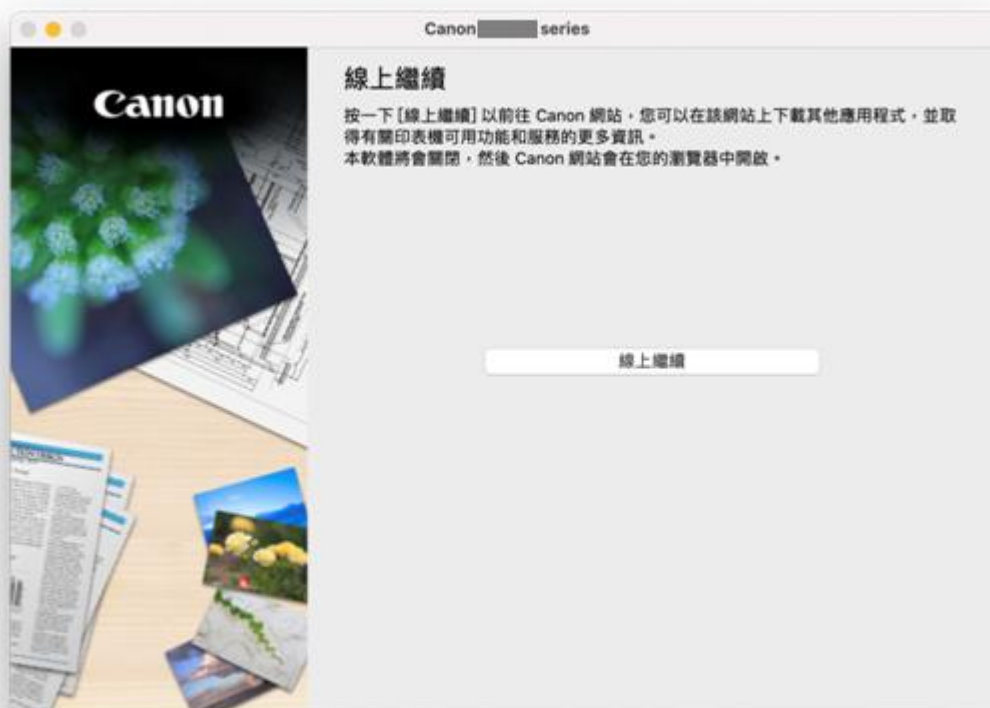 Canon series
Canon
線上繼續
按一下[線上繼續]以前往 Canon 網站,您可以在該網站上下載其他應用程式,並取
得有關印表機可用功能和服務的更多資訊。
本軟體將會關閉,然後 Canon 網站會在您的瀏覽器中開啟。
線上繼續